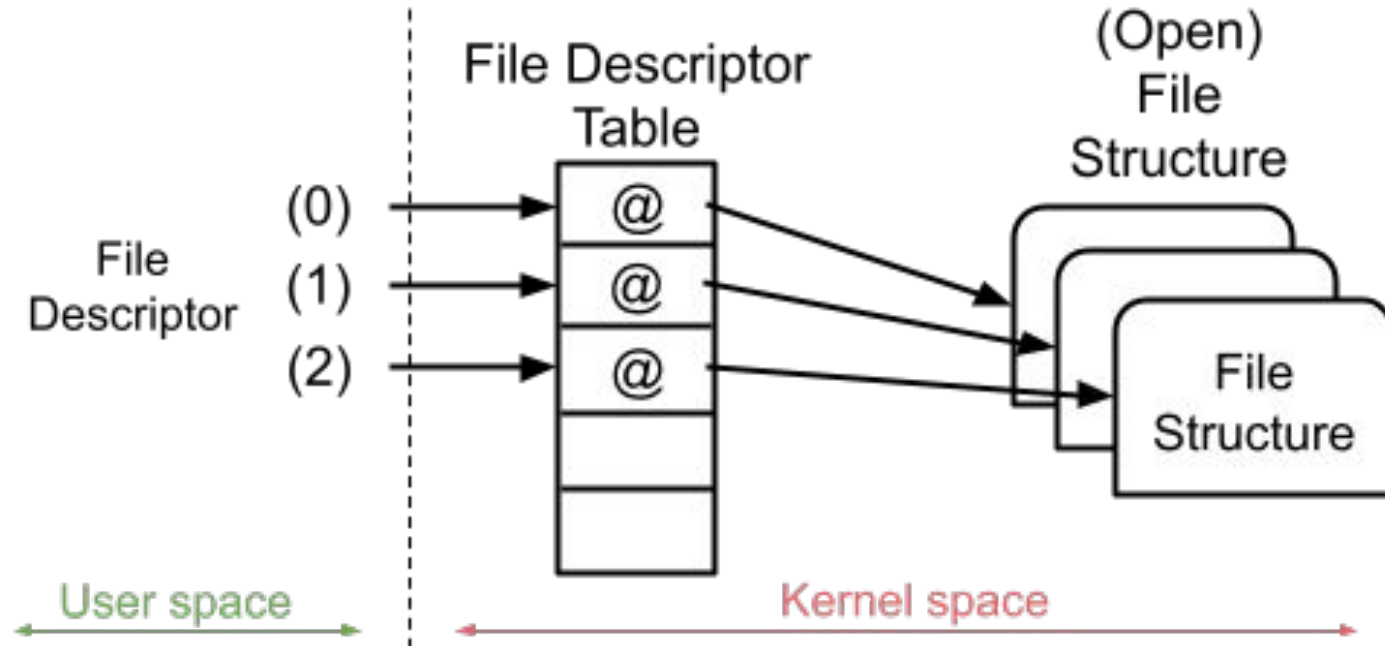 (Open)
File
Structure
File Descriptor
Table
File
Descriptor
(0)
(1)
(2)
@
@
@
File
Structure
User space
Kernel space